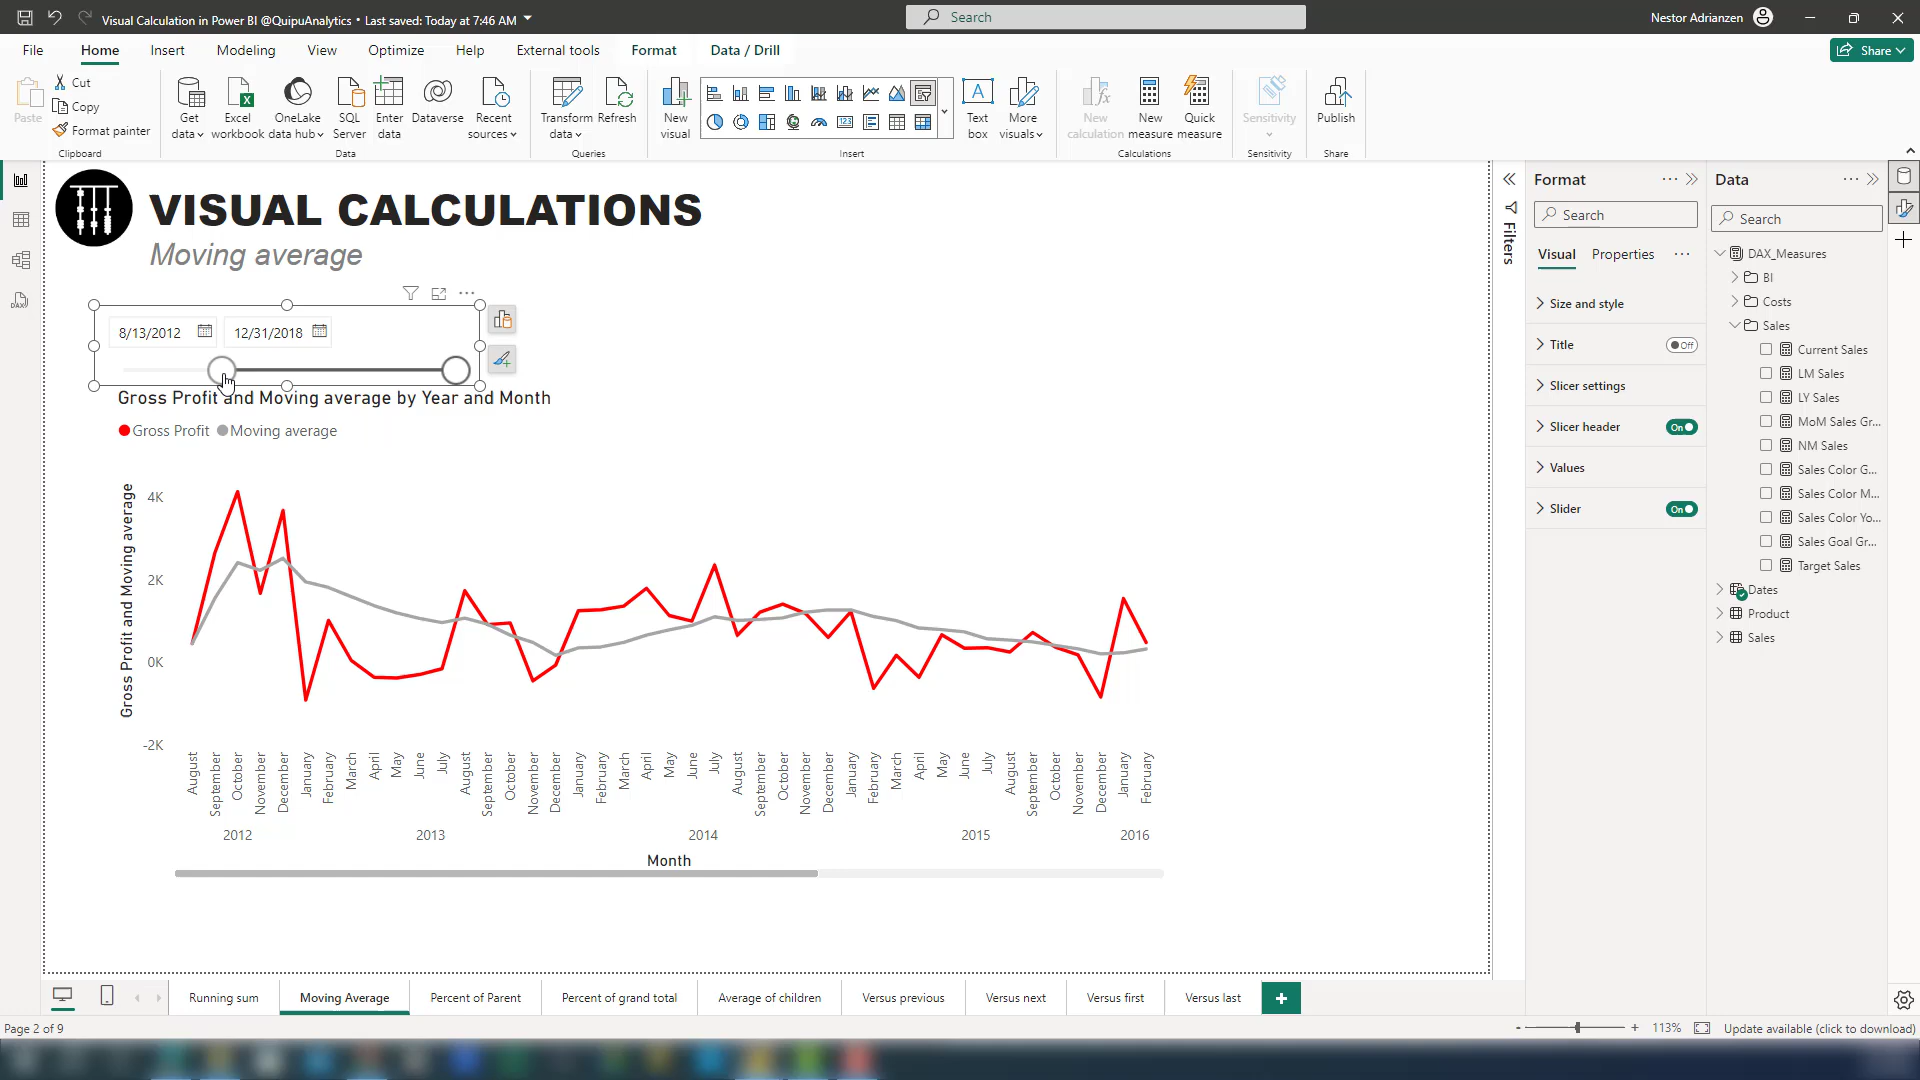 Visual Calculation in Power BI @QuipuAnalytics • Last saved: Today at 7:46 AM
Search
Nestor Adrianzen
File Home Insert Modeling View Optimize Help External tools Format Data / Drill
Share
Paste
Cut
Copy
Format painter
Clipboard
Get data
Excel workbook
OneLake data hub
SQL Server
Enter data
Dataverse
Recent sources
Data
Transform data
Refresh
Queries
New visual
Text box
More visuals
Insert
New calculation
New measure
Quick measure
Calculations
Sensitivity
Sensitivity
Publish
Share
VISUAL CALCULATIONS
Moving average
8/13/2012
12/31/2018
Gross Profit and Moving average by Year and Month
Gross Profit Moving average
Gross Profit and Moving average
4K
2K
0K
-2K
August September October November December January February March April May June July August September October November December January February March April May June July August September October November December January February March April May June July August September October November December January February
2012 2013 2014 2015 2016
Month
Filters
Format
Search
Visual Properties
Size and style
Title Off
Slicer settings
Slicer header On
Values
Slider On
Data
Search
DAX_Measures
BI
Costs
Sales
Current Sales
LM Sales
LY Sales
MoM Sales Gr...
NM Sales
Sales Color G...
Sales Color M...
Sales Color Yo...
Sales Goal Gr...
Target Sales
Dates
Product
Sales
DAX
Running sum Moving Average Percent of Parent Percent of grand total Average of children Versus previous Versus next Versus first Versus last
Page 2 of 9
113%
Update available (click to download)